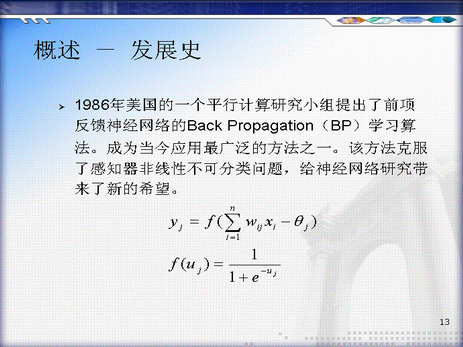 概述 － 发展史
➢ 1986年美国的一个平行计算研究小组提出了前项
反馈神经网络的Back Propagation（BP）学习算
法。成为当今应用最广泛的方法之一。该方法克服
了感知器非线性不可分类问题，给神经网络研究带
来了新的希望。
y_j = f(∑_{i=1}^{n} w_{ij} x_i − θ_j)
f(u_j) = 1 / (1 + e^{−u_j})
13